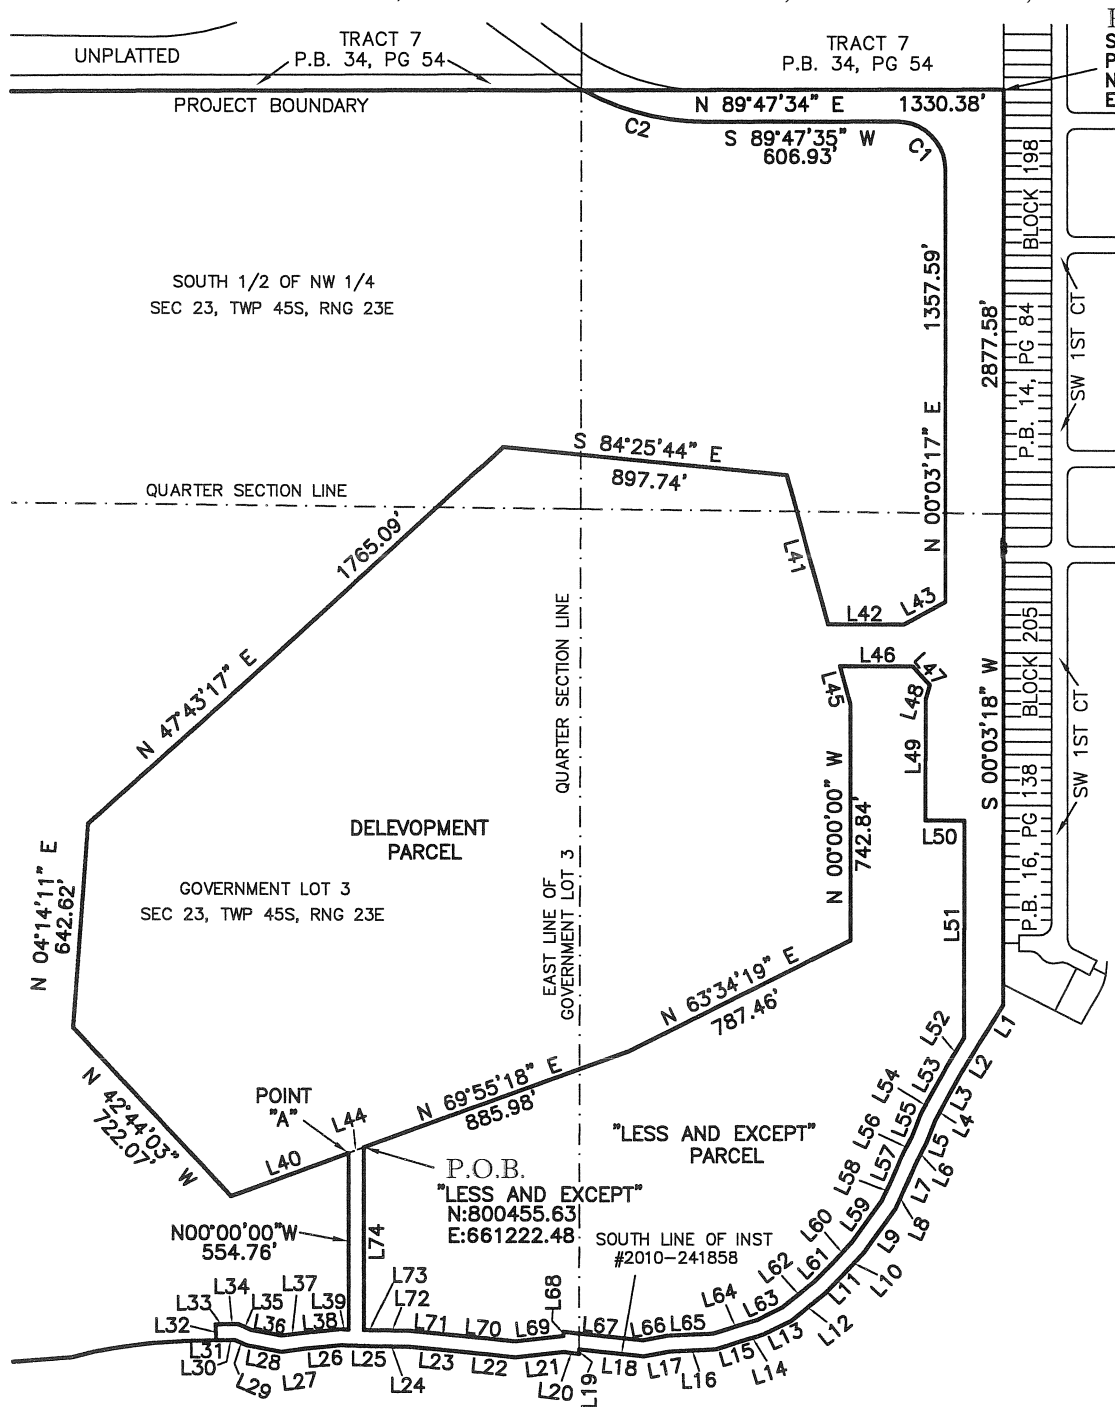 TRACT 7
P.B. 34, PG 54
UNPLATTED
TRACT 7
P.B. 34, PG 54
PROJECT BOUNDARY
N 89°47'34" E 1330.38'
S 89°47'35" W
606.93'
C2
C1
BLOCK 198
P.B. 14, PG 84
SW 1ST CT
SOUTH 1/2 OF NW 1/4
SEC 23, TWP 45S, RNG 23E
1357.59'
N 00°03'17" E
2877.58'
S 00°03'18" W
S 84°25'44" E
897.74'
QUARTER SECTION LINE
1765.09'
N 47°43'17" E
L41
L42
L43
L46
L47
L45
L48
L49
L50
L51
BLOCK 205
P.B. 16, PG 138
SW 1ST CT
QUARTER SECTION LINE
EAST LINE OF
GOVERNMENT LOT 3
N 00°00'00" W
742.84'
DELEVOPMENT
PARCEL
GOVERNMENT LOT 3
SEC 23, TWP 45S, RNG 23E
N 04°14'11" E
642.62'
N 63°34'19" E
787.46'
N 69°55'18" E
885.98'
N 42°44'03" W
722.07'
POINT
"A"
L44
L40
"LESS AND EXCEPT"
PARCEL
P.O.B.
"LESS AND EXCEPT"
N:800455.63
E:661222.48
N00°00'00"W
554.76'
L74
SOUTH LINE OF INST
#2010-241858
L1
L2
L3
L4
L5
L6
L7
L8
L9
L10
L11
L12
L13
L14
L15
L16
L17
L18
L19
L20
L21
L22
L23
L24
L25
L26
L27
L28
L29
L30
L31
L32
L33
L34
L35
L36
L37
L38
L39
L52
L53
L54
L55
L56
L57
L58
L59
L60
L61
L62
L63
L64
L65
L66
L67
L68
L69
L70
L71
L72
L73